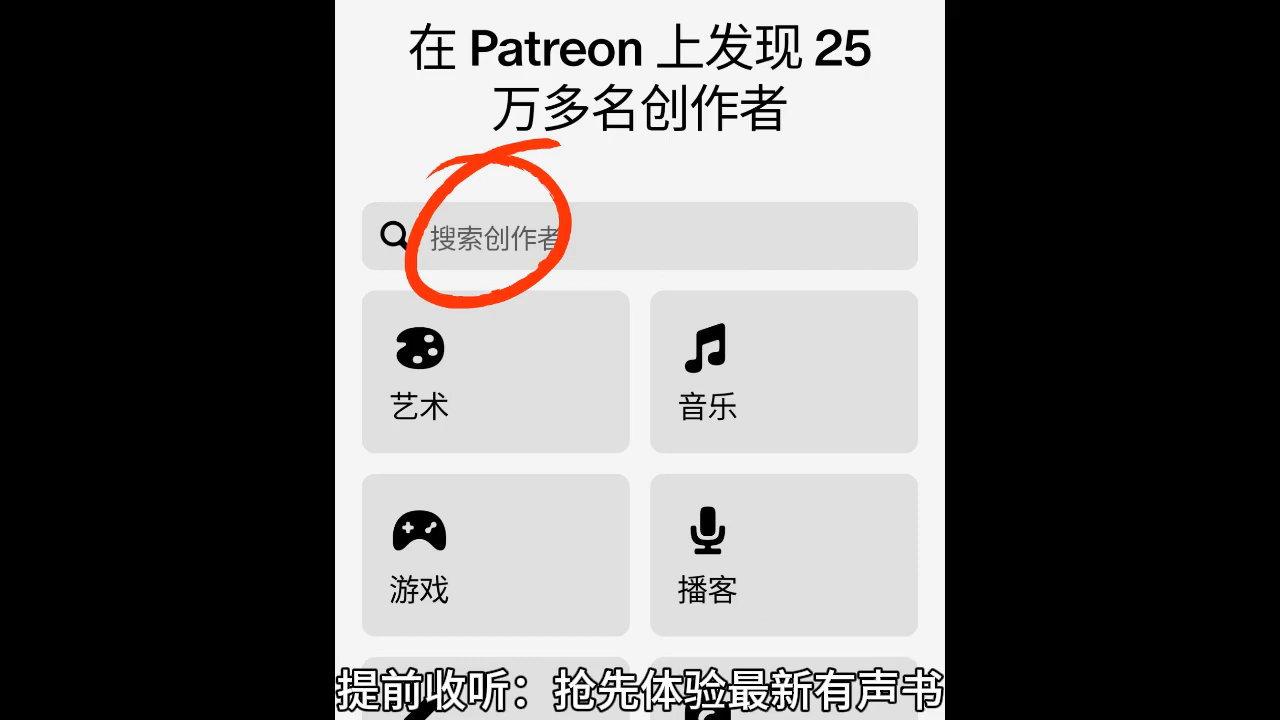 在 Patreon 上发现 25
万多名创作者
搜索创作者
艺术
音乐
游戏
播客
提前收听：抢先体验最新有声书